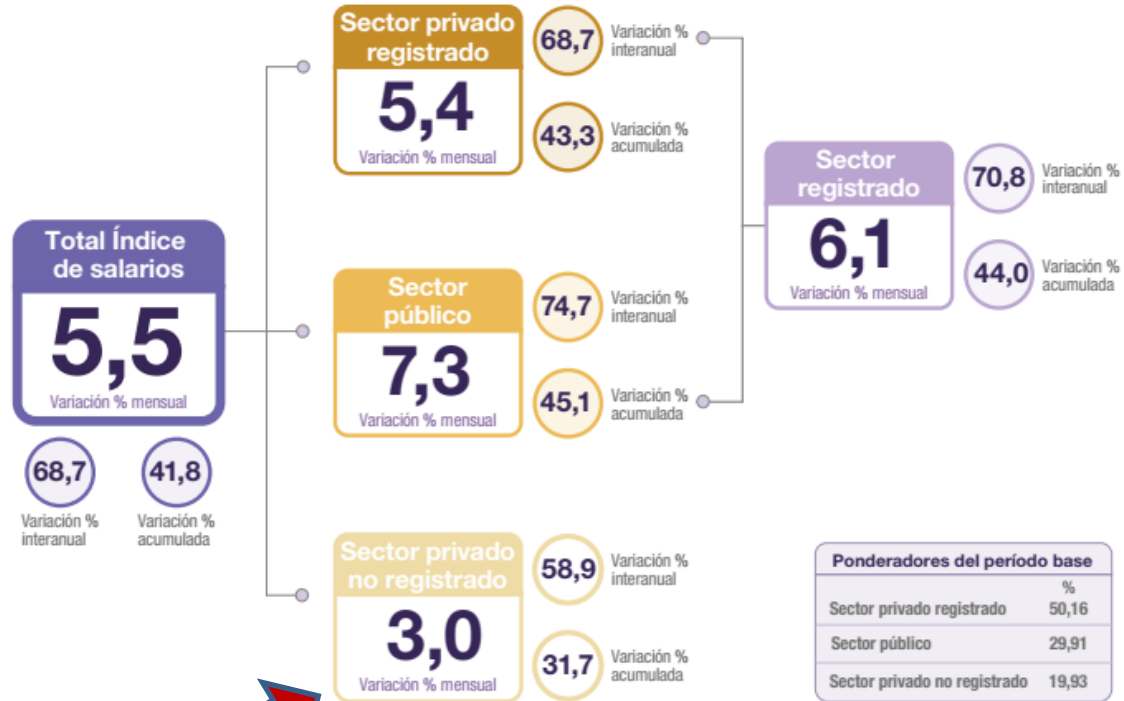 Total Índice
de salarios
5,5
Variación % mensual
68,7
Variación %
interanual
41,8
Variación %
acumulada
Sector privado
registrado
5,4
Variación % mensual
68,7
Variación %
interanual
43,3
Variación %
acumulada
Sector
público
7,3
Variación % mensual
74,7
Variación %
interanual
45,1
Variación %
acumulada
Sector privado
no registrado
3,0
Variación % mensual
58,9
Variación %
interanual
31,7
Variación %
acumulada
Sector
registrado
6,1
Variación % mensual
70,8
Variación %
interanual
44,0
Variación %
acumulada
Ponderadores del período base
%
Sector privado registrado 50,16
Sector público 29,91
Sector privado no registrado 19,93